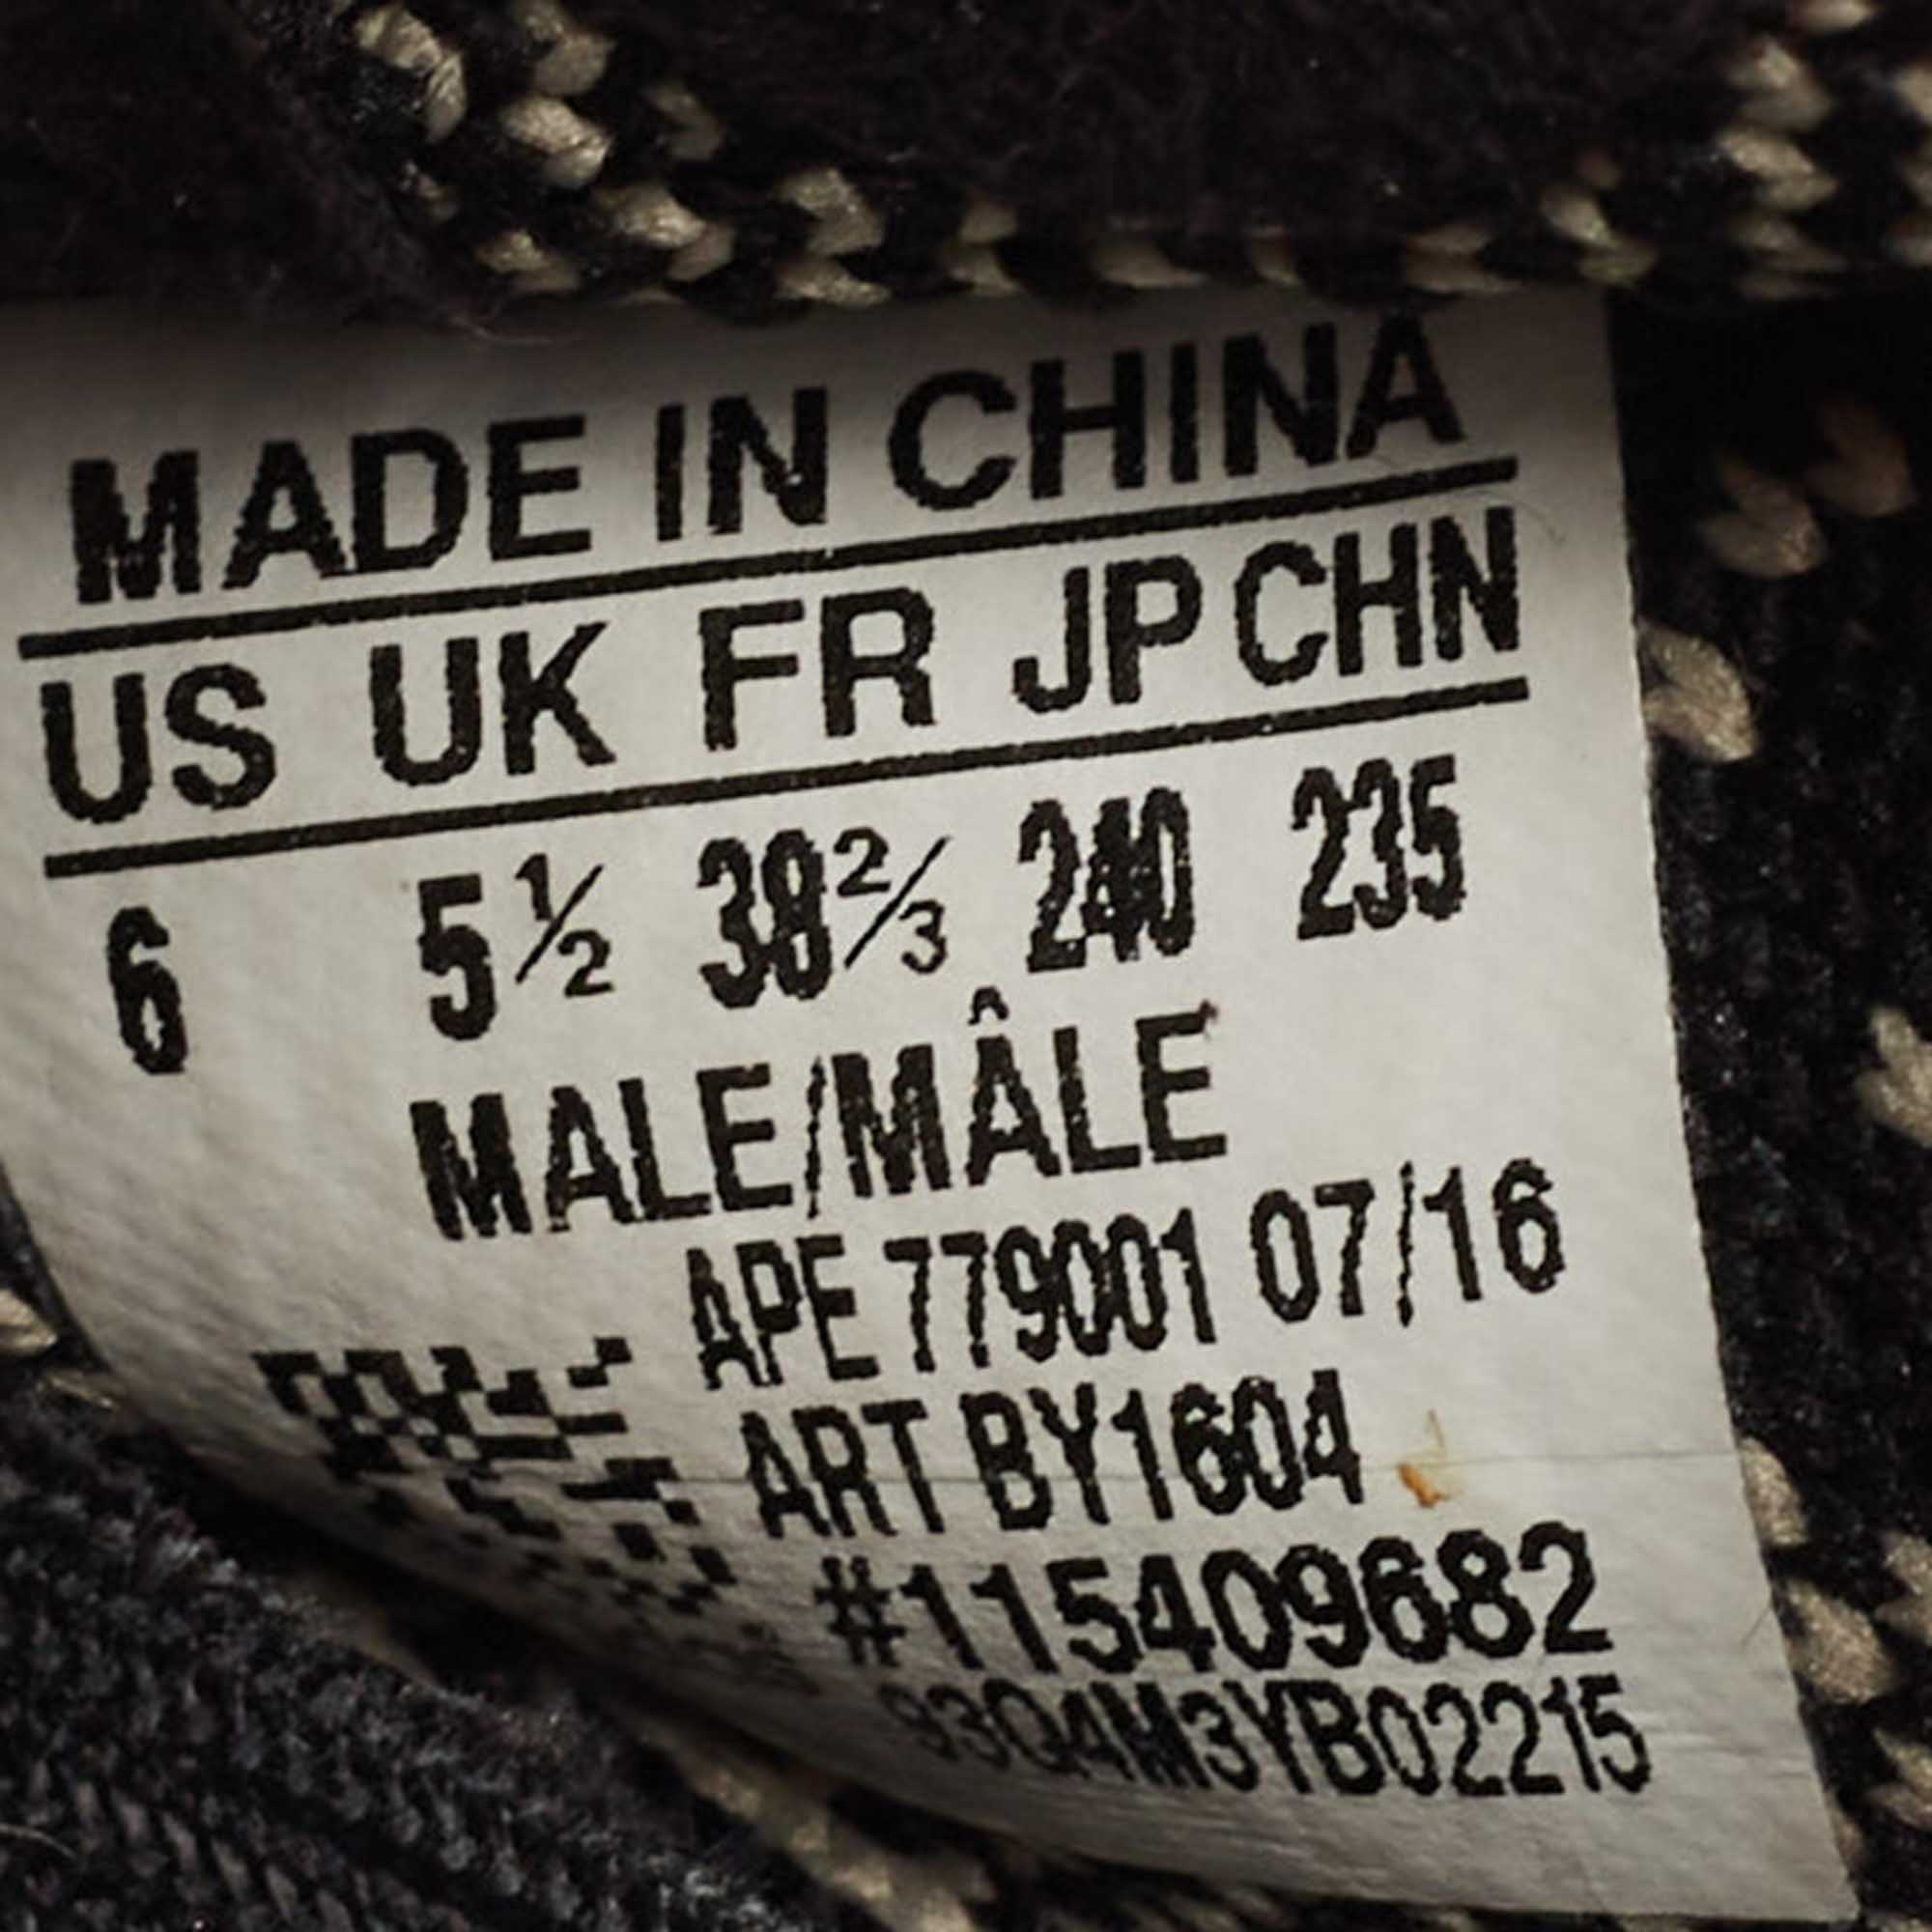 MADE IN CHINA
US UK FR JP CHN
6 5½ 38⅔ 240 235
MALE/MÂLE
APE 779001 07/16
ART BY1604
#115409682
93Q4M3YB02215